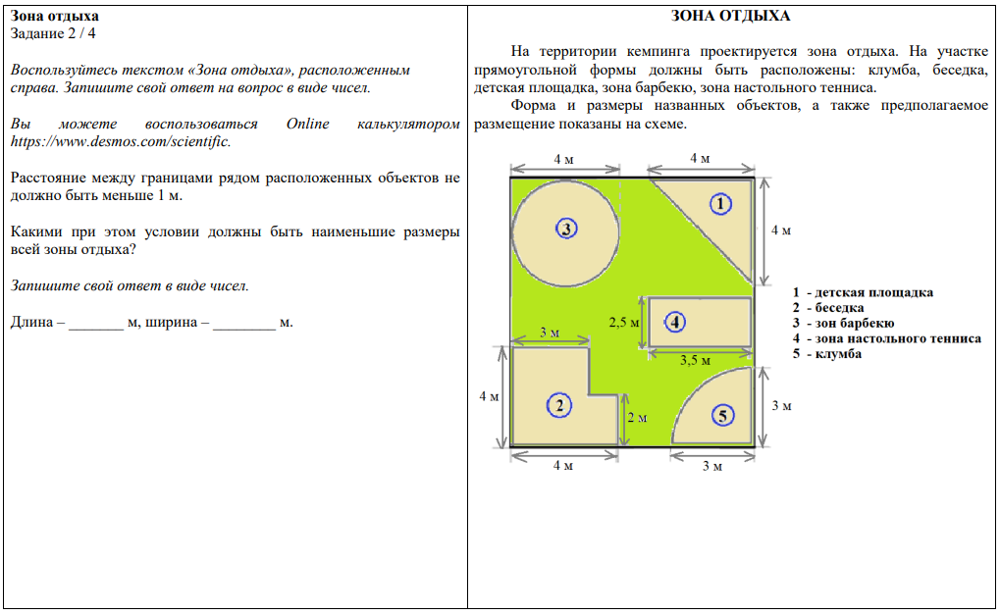 Зона отдыха
Задание 2 / 4
Воспользуйтесь текстом «Зона отдыха», расположенным
справа. Запишите свой ответ на вопрос в виде чисел.
Вы можете воспользоваться Online калькулятором
https://www.desmos.com/scientific.
Расстояние между границами рядом расположенных объектов не
должно быть меньше 1 м.
Какими при этом условии должны быть наименьшие размеры
всей зоны отдыха?
Запишите свой ответ в виде чисел.
Длина – _______ м, ширина – ________ м.
ЗОНА ОТДЫХА
На территории кемпинга проектируется зона отдыха. На участке
прямоугольной формы должны быть расположены: клумба, беседка,
детская площадка, зона барбекю, зона настольного тенниса.
Форма и размеры названных объектов, а также предполагаемое
размещение показаны на схеме.
4 м
4 м
1
3
4 м
2,5 м
4
3 м
3,5 м
4 м
2
2 м
5
3 м
4 м
3 м
1 - детская площадка
2 - беседка
3 - зон барбекю
4 - зона настольного тенниса
5 - клумба